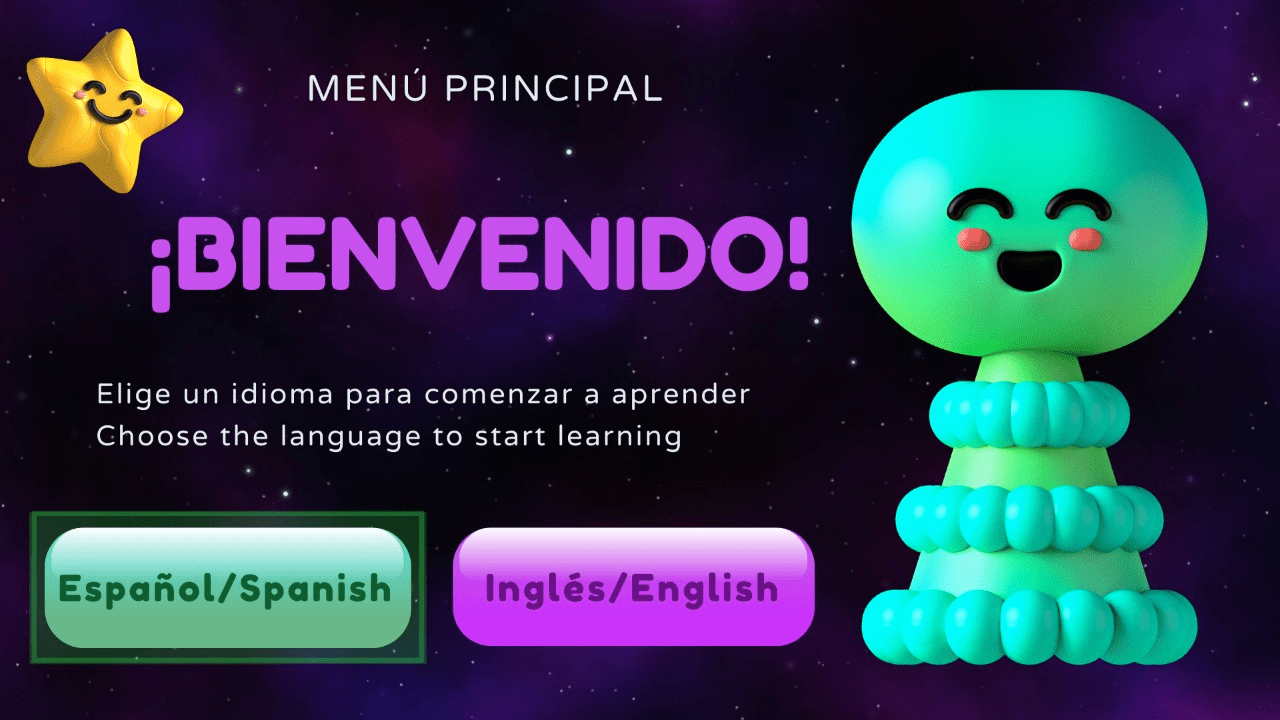 MENÚ PRINCIPAL
¡BIENVENIDO!
Elige un idioma para comenzar a aprender
Choose the language to start learning
Español/Spanish
Inglés/English